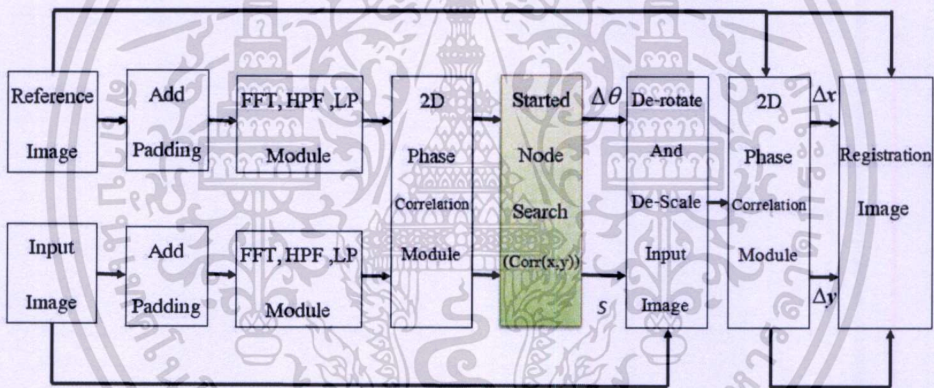 Reference
Image
Add
Padding
FFT, HPF ,LP
Module
2D
Phase
Correlation
Module
Started
Node
Search
(Corr(x,y))
Δθ
S
De-rotate
And
De-Scale
Input
Image
2D
Phase
Correlation
Module
Δx
Δy
Registration
Image
Input
Image
Add
Padding
FFT, HPF ,LP
Module